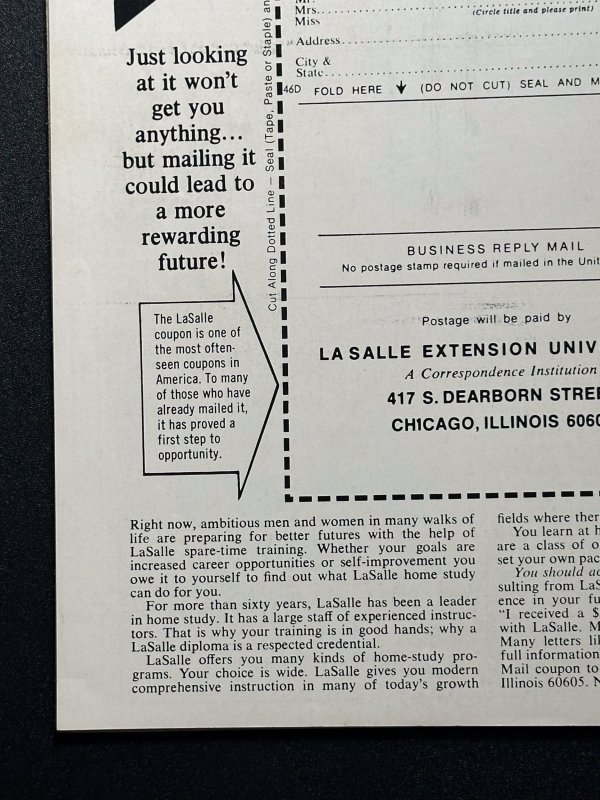 Just looking
at it won't
get you
anything...
but mailing it
could lead to
a more
rewarding
future!
The LaSalle
coupon is one of
the most often-
seen coupons in
America. To many
of those who have
already mailed it,
it has proved a
first step to
opportunity.
Cut Along Dotted Line — Seal (Tape, Paste or Staple) an
Mr.
Mrs.
Miss
(Circle title and please print)
Address
City &
State
46D FOLD HERE (DO NOT CUT) SEAL AND M
BUSINESS REPLY MAIL
No postage stamp required if mailed in the Unit
Postage will be paid by
LA SALLE EXTENSION UNIV
A Correspondence Institution
417 S. DEARBORN STREE
CHICAGO, ILLINOIS 6060
Right now, ambitious men and women in many walks of
life are preparing for better futures with the help of
LaSalle spare-time training. Whether your goals are
increased career opportunities or self-improvement you
owe it to yourself to find out what LaSalle home study
can do for you.
For more than sixty years, LaSalle has been a leader
in home study. It has a large staff of experienced instruc-
tors. That is why your training is in good hands; why a
LaSalle diploma is a respected credential.
LaSalle offers you many kinds of home-study pro-
grams. Your choice is wide. LaSalle gives you modern
comprehensive instruction in many of today's growth
fields where ther
You learn at h
are a class of o
set your own pac
You should ac
sulting from LaS
ence in your fu
"I received a $
with LaSalle. M
Many letters lik
full information
Mail coupon to
Illinois 60605. N